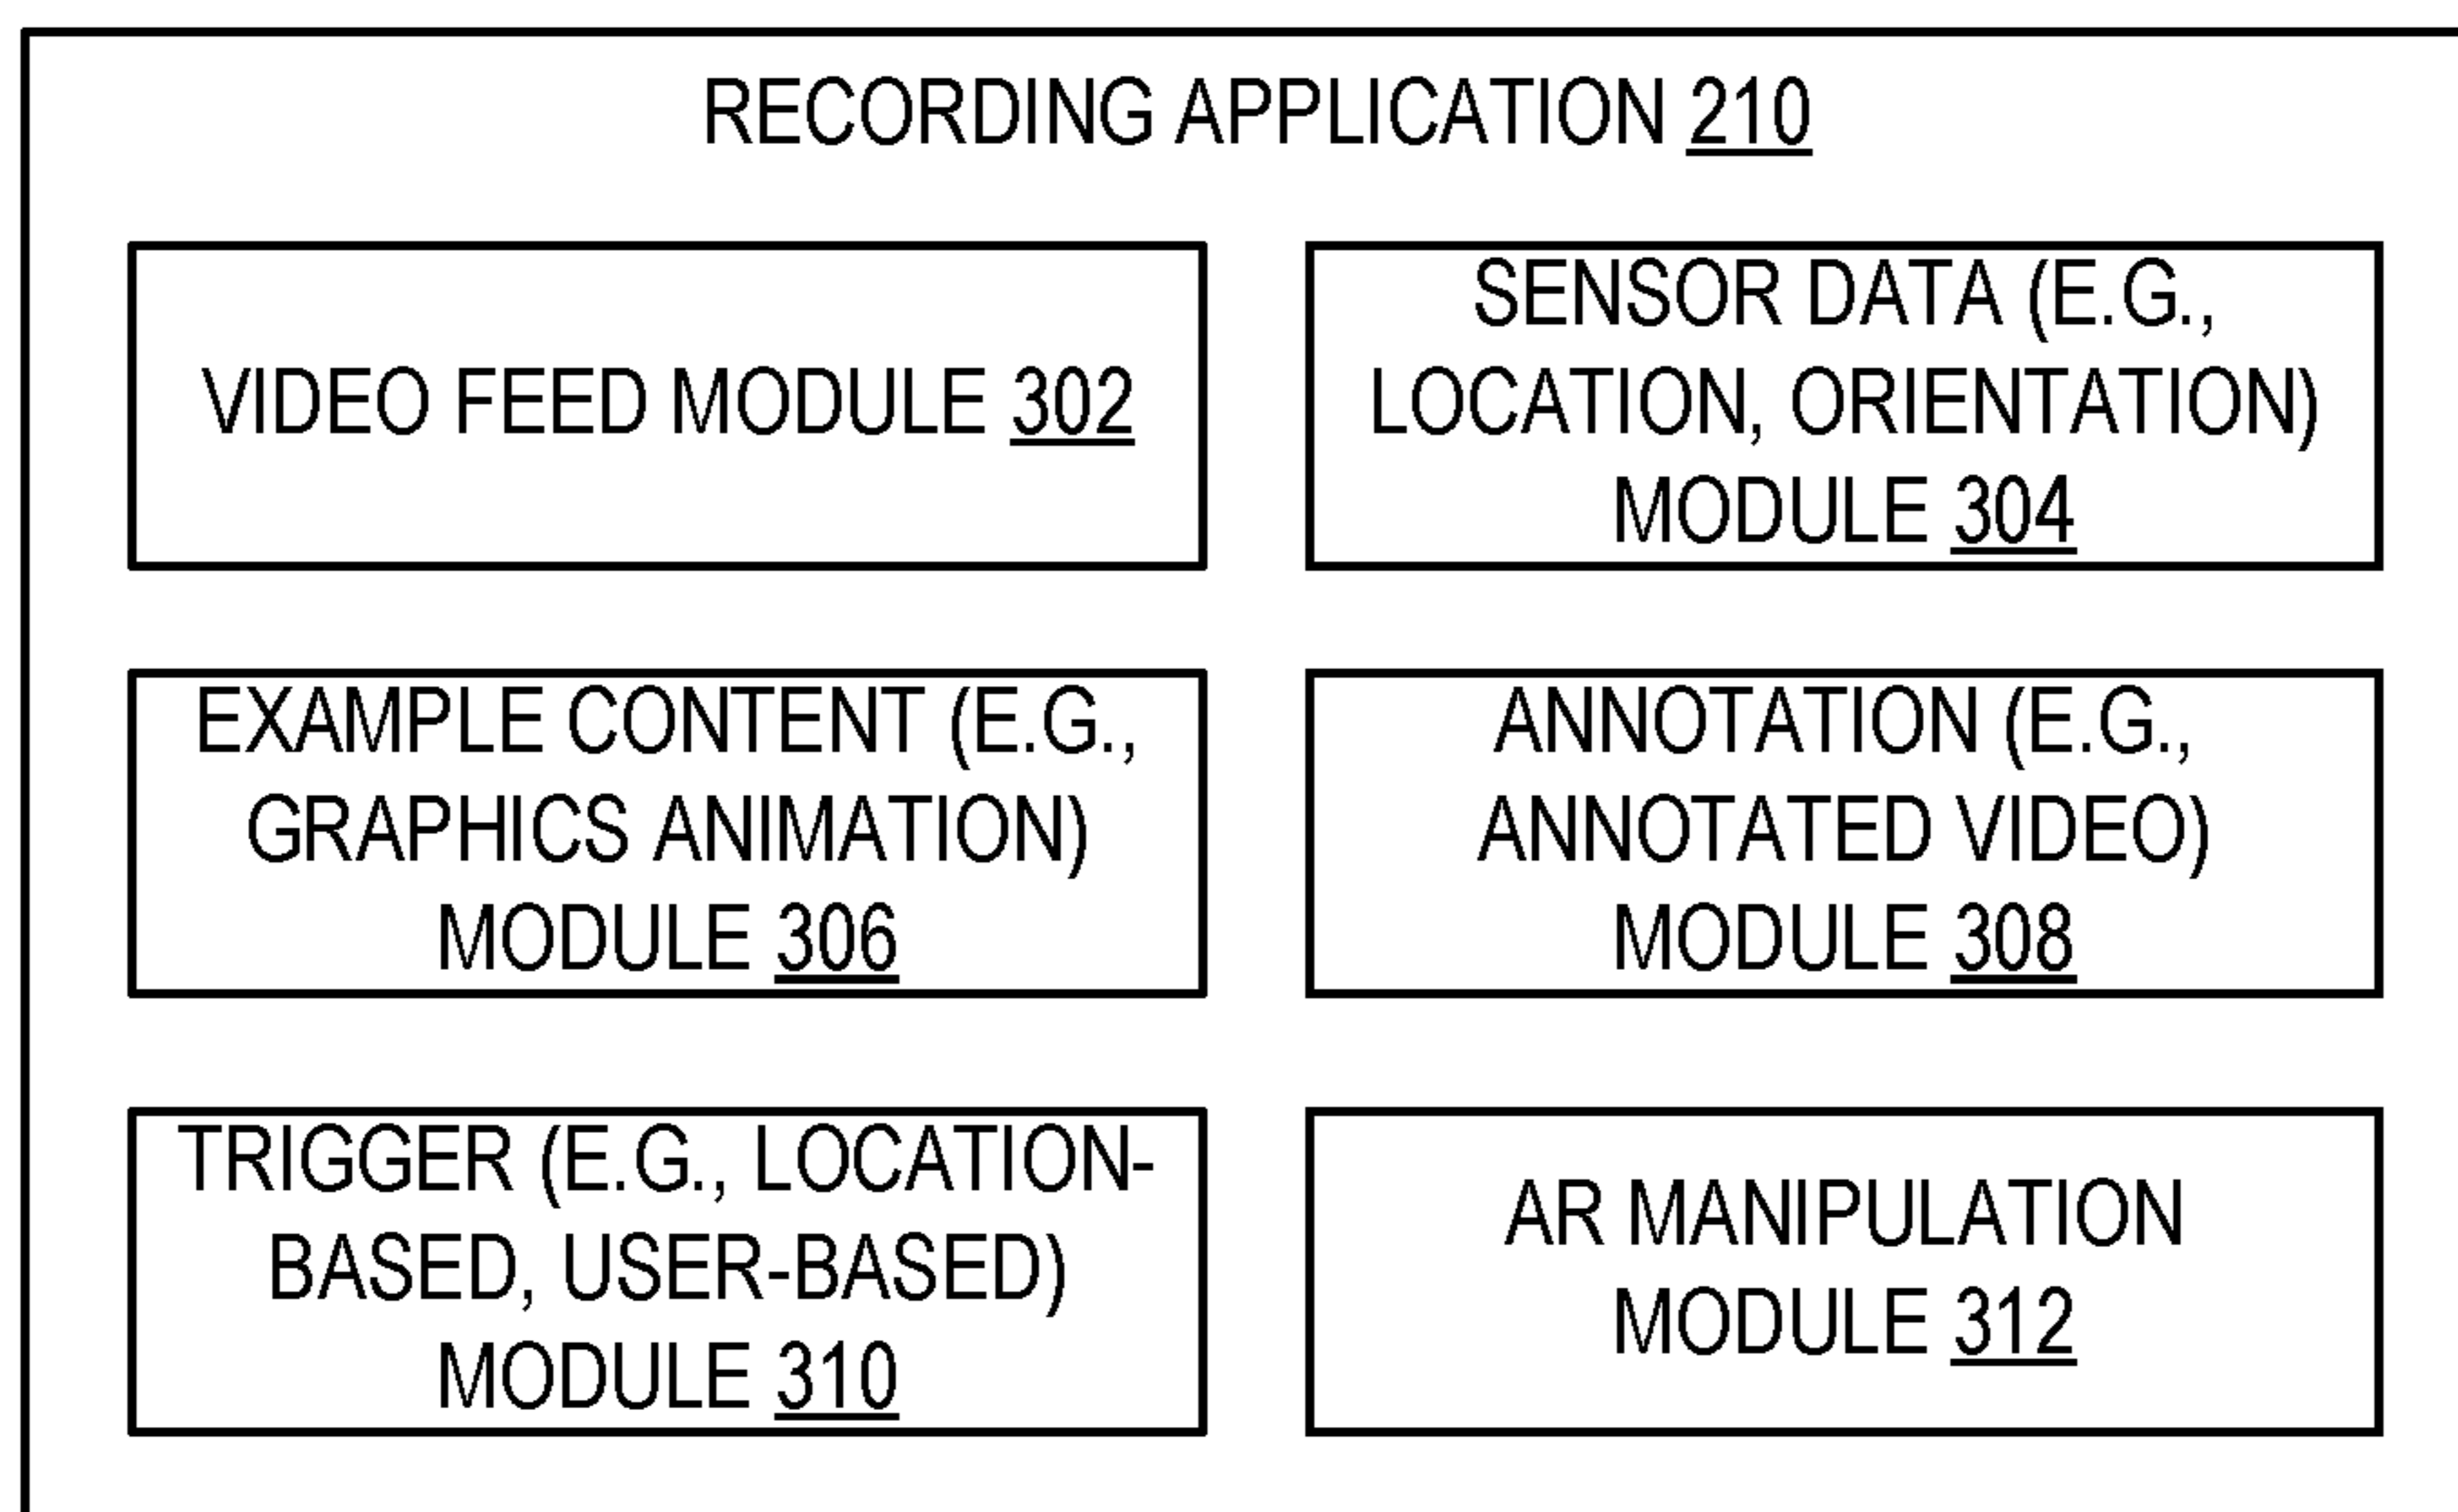 RECORDING APPLICATION 210
VIDEO FEED MODULE 302
SENSOR DATA (E.G.,
LOCATION, ORIENTATION)
MODULE 304
EXAMPLE CONTENT (E.G.,
GRAPHICS ANIMATION)
MODULE 306
ANNOTATION (E.G.,
ANNOTATED VIDEO)
MODULE 308
TRIGGER (E.G., LOCATION-
BASED, USER-BASED)
MODULE 310
AR MANIPULATION
MODULE 312